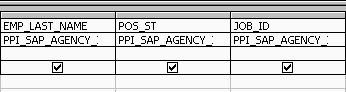 EMP_LAST_NAME POS_ST JOB_ID
PPI_SAP_AGENCY_ PPI_SAP_AGENCY_ PPI_SAP_AGENCY_